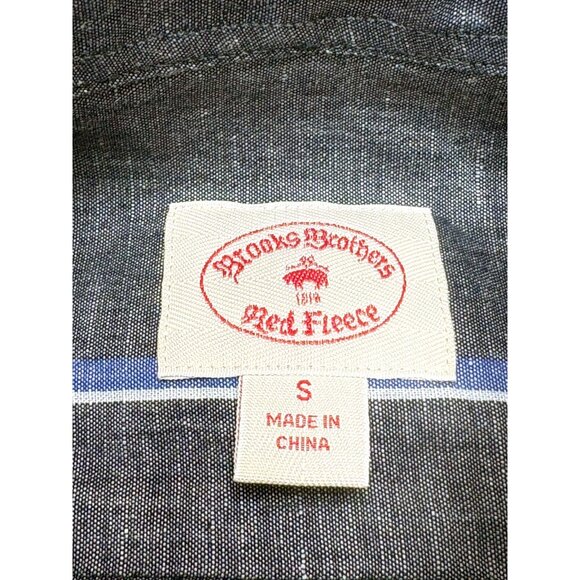 Brooks Brothers
1818
Red Fleece
S
MADE IN
CHINA